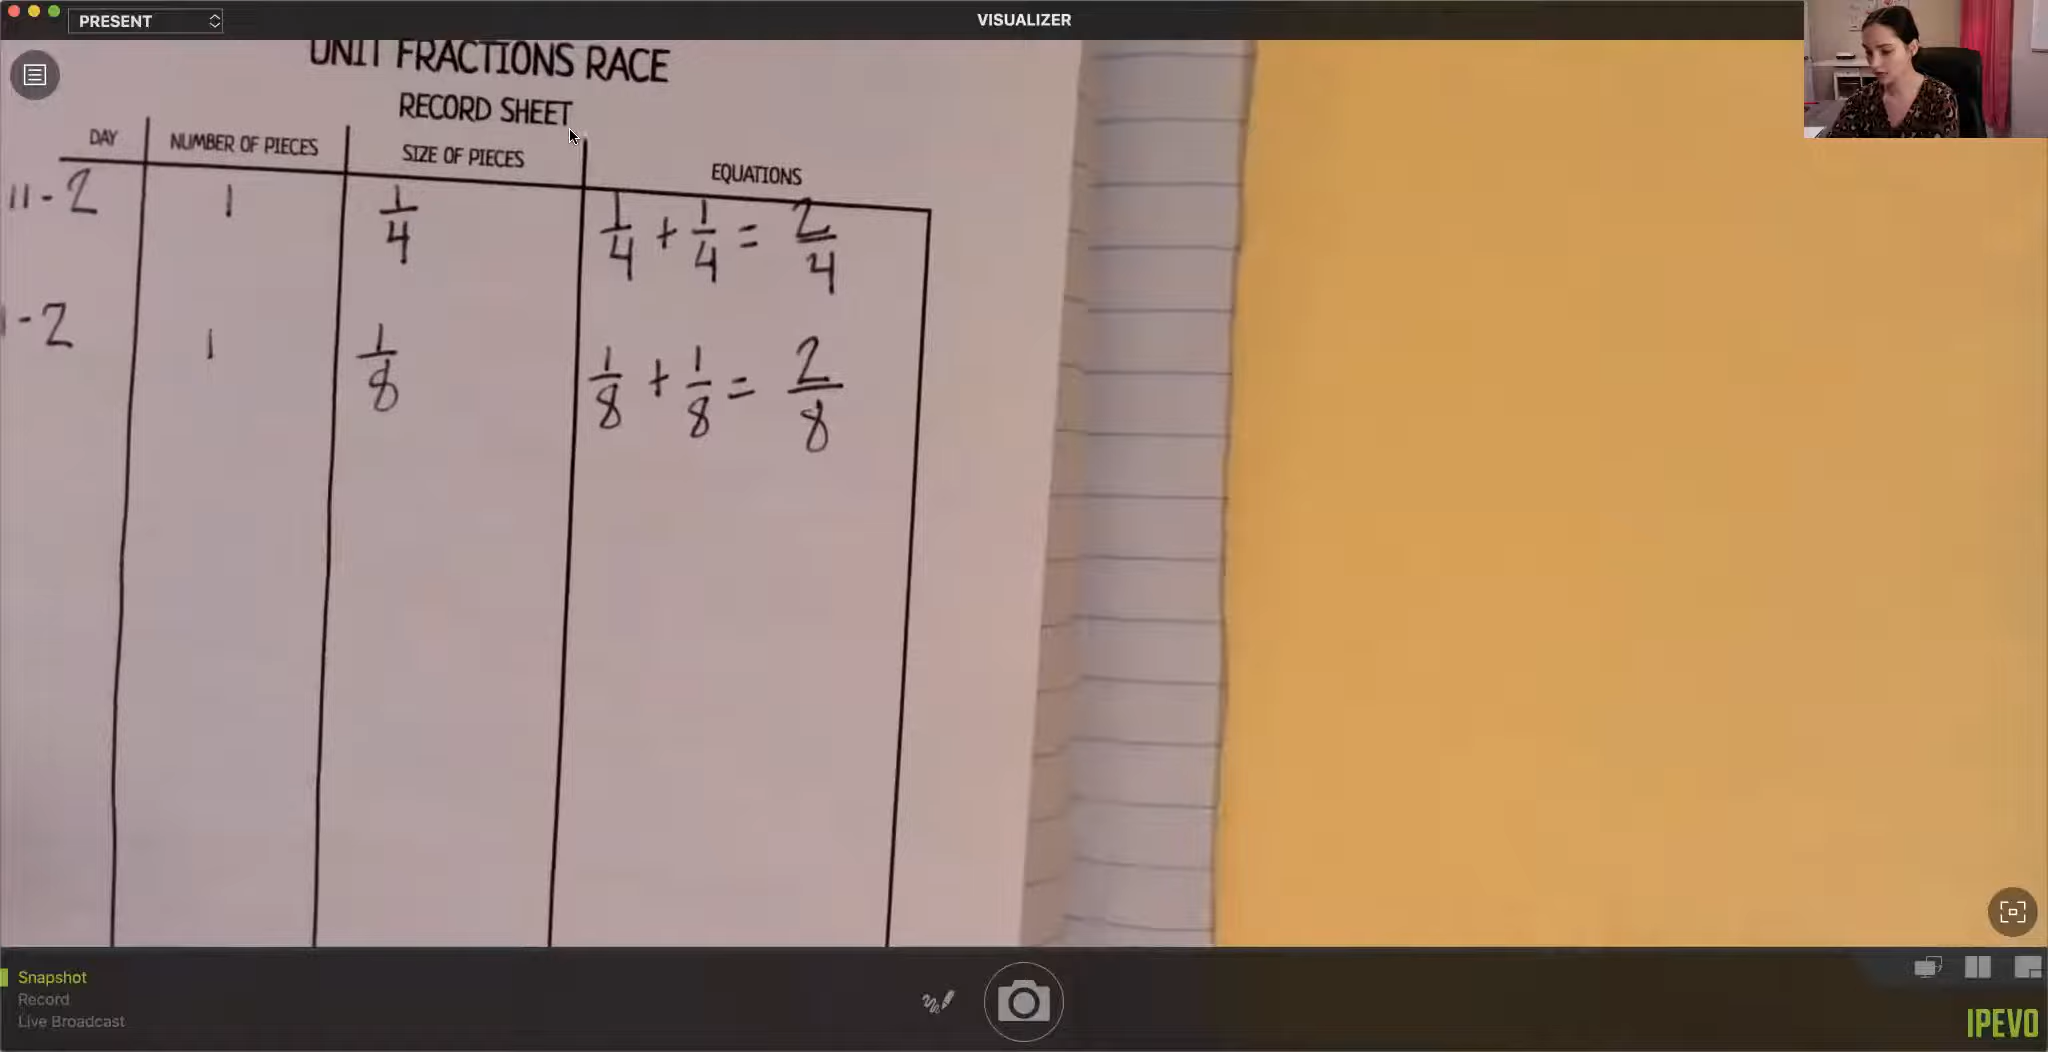 PRESENT
VISUALIZER
UNIT FRACTIONS RACE
RECORD SHEET
DAY NUMBER OF PIECES SIZE OF PIECES EQUATIONS
11-2 1 1/4 1/4 + 1/4 = 2/4
-2 1 1/8 1/8 + 1/8 = 2/8
Snapshot
Record
Live Broadcast
IPEVO